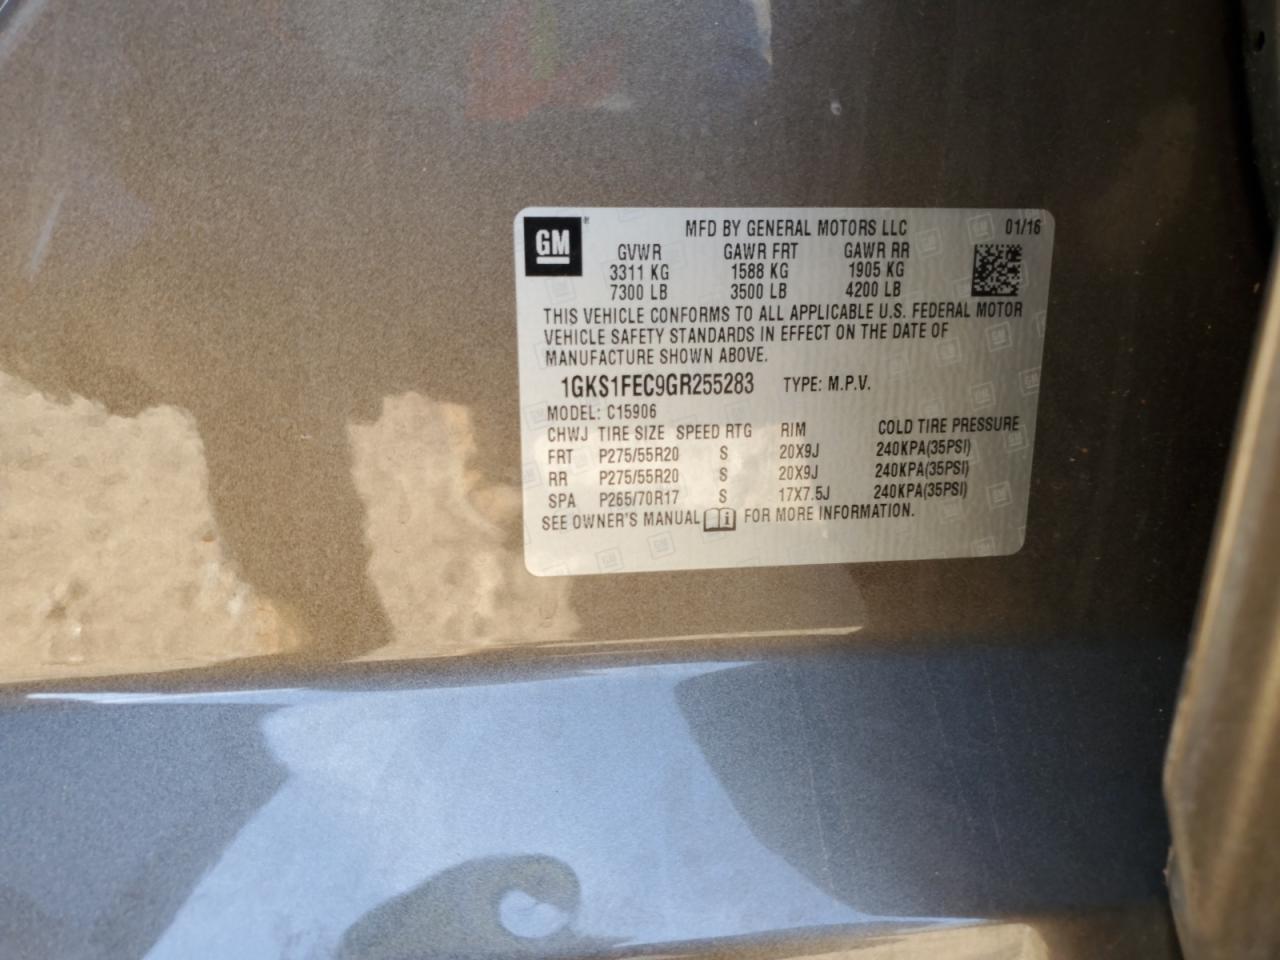 GM
MFD BY GENERAL MOTORS LLC 01/16
GVWR GAWR FRT GAWR RR
3311 KG 1588 KG 1905 KG
7300 LB 3500 LB 4200 LB
THIS VEHICLE CONFORMS TO ALL APPLICABLE U.S. FEDERAL MOTOR
VEHICLE SAFETY STANDARDS IN EFFECT ON THE DATE OF
MANUFACTURE SHOWN ABOVE.
1GKS1FEC9GR255283 TYPE: M.P.V.
MODEL: C15906
CHWJ TIRE SIZE SPEED RTG RIM COLD TIRE PRESSURE
FRT P275/55R20 S 20X9J 240KPA(35PSI)
RR P275/55R20 S 20X9J 240KPA(35PSI)
SPA P265/70R17 S 17X7.5J 240KPA(35PSI)
SEE OWNER'S MANUAL i FOR MORE INFORMATION.